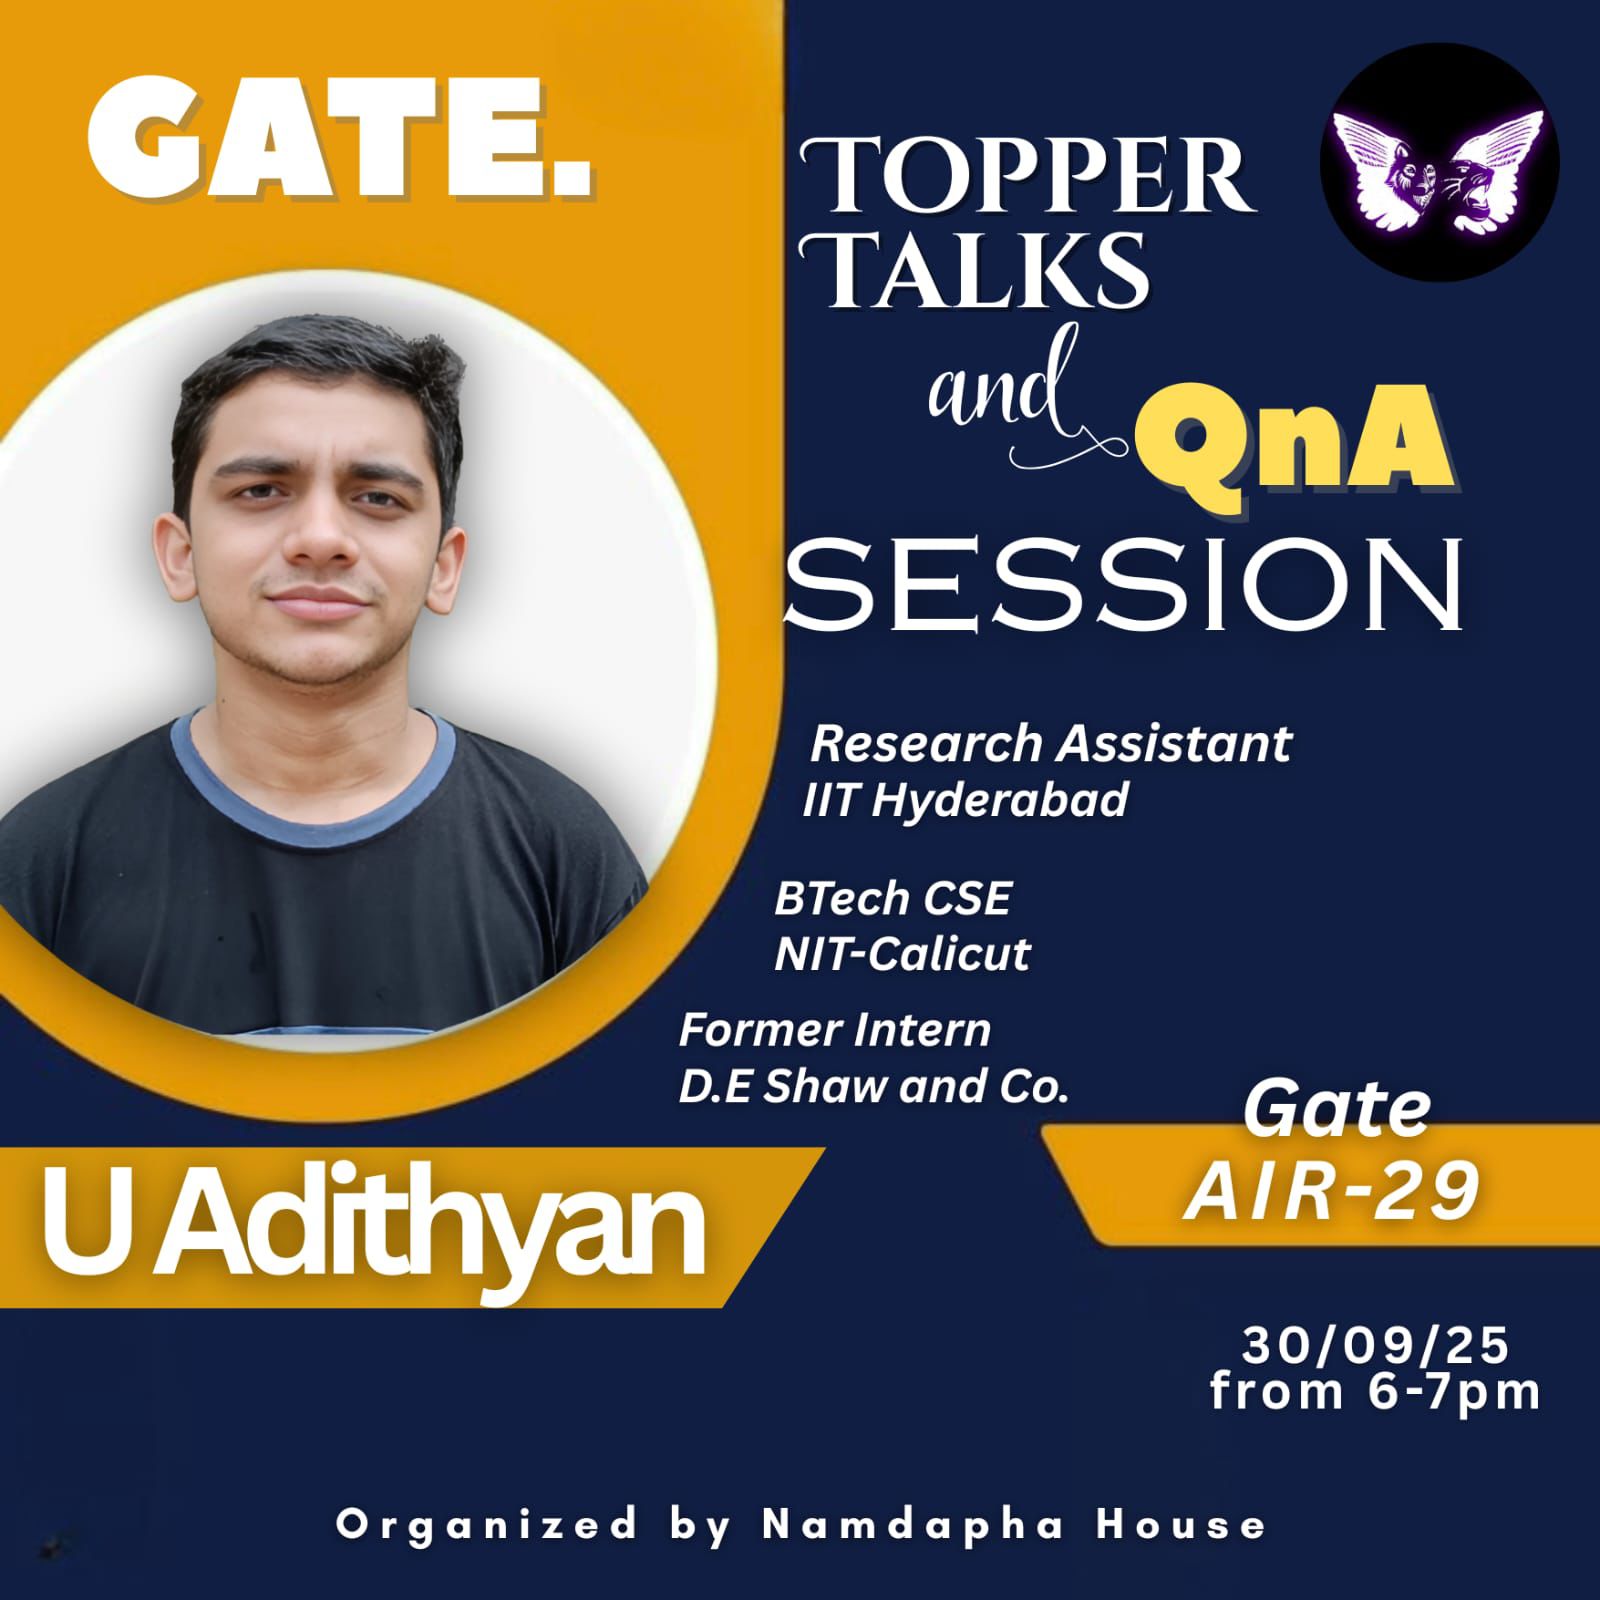 GATE.
TOPPER
TALKS
and QnA
SESSION
Research Assistant
IIT Hyderabad
BTech CSE
NIT-Calicut
Former Intern
D.E Shaw and Co.
U Adithyan
Gate
AIR-29
30/09/25
from 6-7pm
Organized by Namdapha House